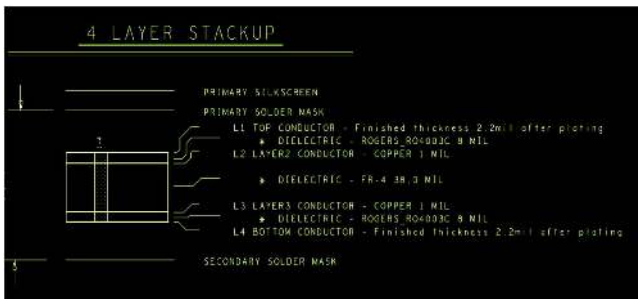 4 LAYER STACKUP
PRIMARY SILKSCREEN
PRIMARY SOLDER MASK
L1 TOP CONDUCTOR - Finished thickness 2.2mil after plating
* DIELECTRIC - ROGERS_RO4003C 8 MIL
L2 LAYER2 CONDUCTOR - COPPER 1 MIL
* DIELECTRIC - FR-4 38.0 MIL
L3 LAYER3 CONDUCTOR - COPPER 1 MIL
* DIELECTRIC - ROGERS_RO4003C 8 MIL
L4 BOTTOM CONDUCTOR - Finished thickness 2.2mil after plating
SECONDARY SOLDER MASK